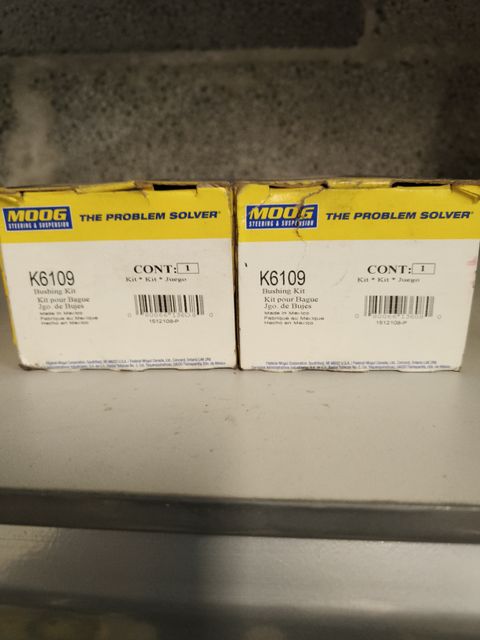 MOOG
STEERING & SUSPENSION
THE PROBLEM SOLVER®
K6109
CONT: 1
Kit * Kit * Juego
Bushing Kit
Kit pour Bague
Jgo. de Bujes
Made in Mexico
Fabrique au Mexique
Hecho en Mexico
1512108-P
MOOG
STEERING & SUSPENSION
THE PROBLEM SOLVER®
K6109
CONT: 1
Kit * Kit * Juego
Bushing Kit
Kit pour Bague
Jgo. de Bujes
Made in Mexico
Fabrique au Mexique
Hecho en Mexico
1512108-P